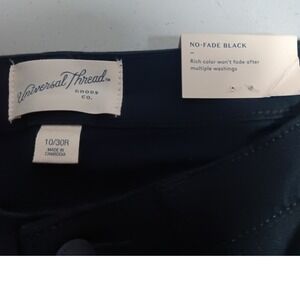 Universal Thread
GOODS
CO.
NO-FADE BLACK
Rich color won't fade after
multiple washings
10/30R
MADE IN
CAMBODIA